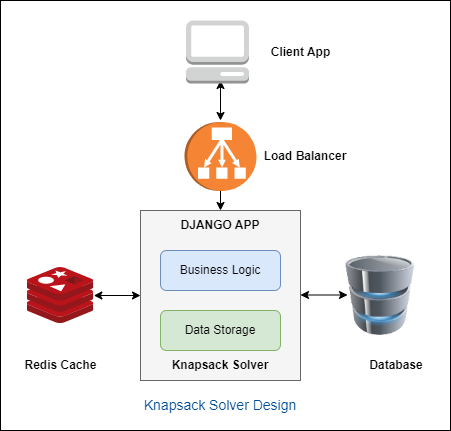 Client App
Load Balancer
DJANGO APP
Business Logic
Data Storage
Knapsack Solver
Redis Cache
Database
Knapsack Solver Design